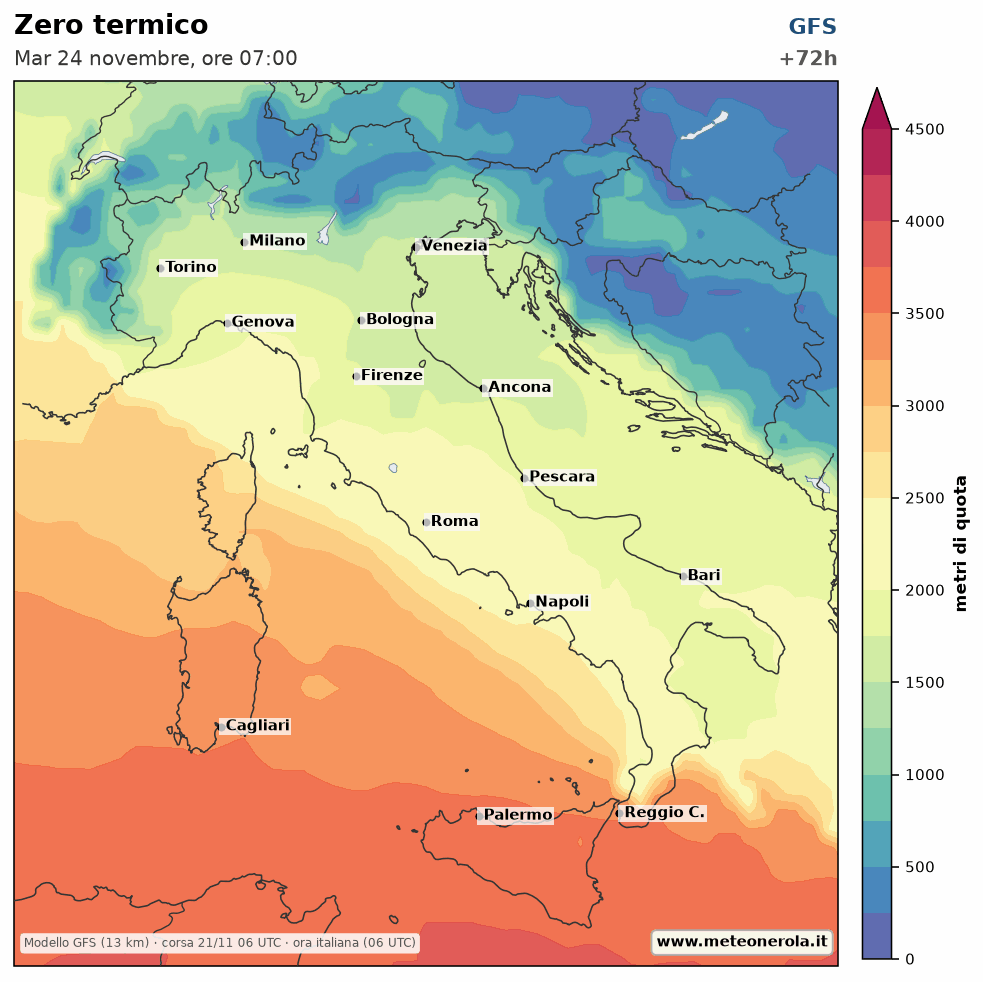 Zero termico
GFS
Mar 24 novembre, ore 07:00
+72h
4500
4000
3500
3000
2500
2000
1500
1000
500
0
metri di quota
Milano
Venezia
Torino
Genova
Bologna
Firenze
Ancona
Pescara
Roma
Bari
Napoli
Cagliari
Palermo
Reggio C.
Modello GFS (13 km) · corsa 21/11 06 UTC · ora italiana (06 UTC)
www.meteonerola.it